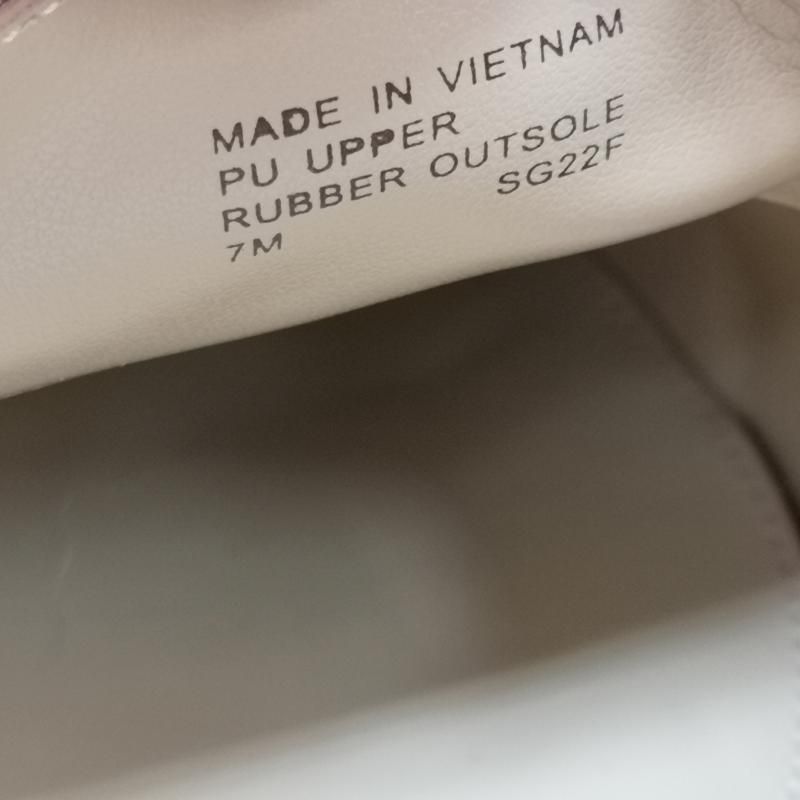 MADE IN VIETNAM
PU UPPER
RUBBER OUTSOLE
7M SG22F